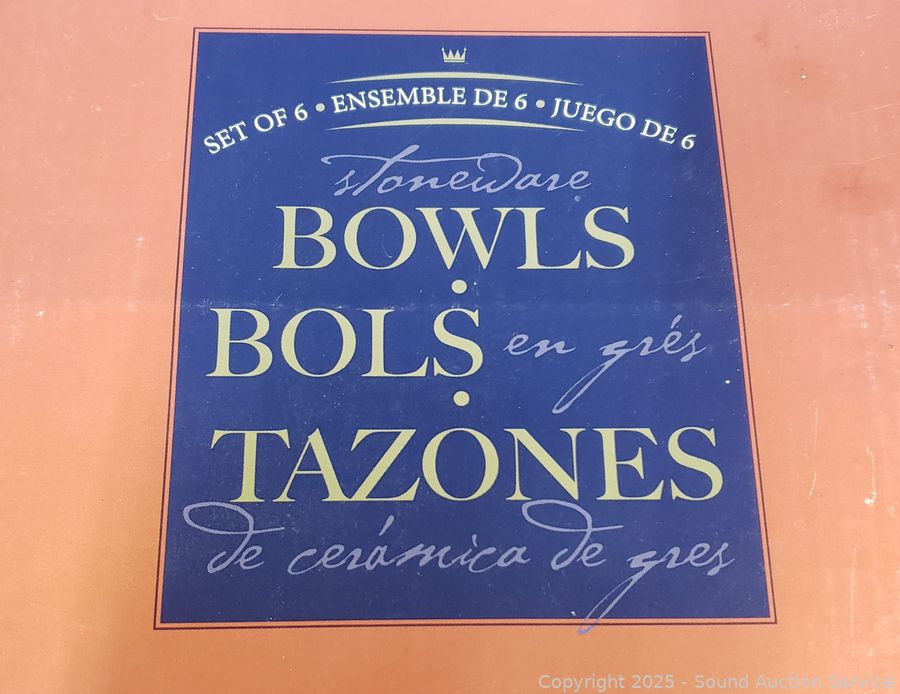 SET OF 6 • ENSEMBLE DE 6 • JUEGO DE 6
stoneware
BOWLS
•
BOLS en grés
•
TAZONES
de cerámica de gres
Copyright 2025 - Sound Auction Service